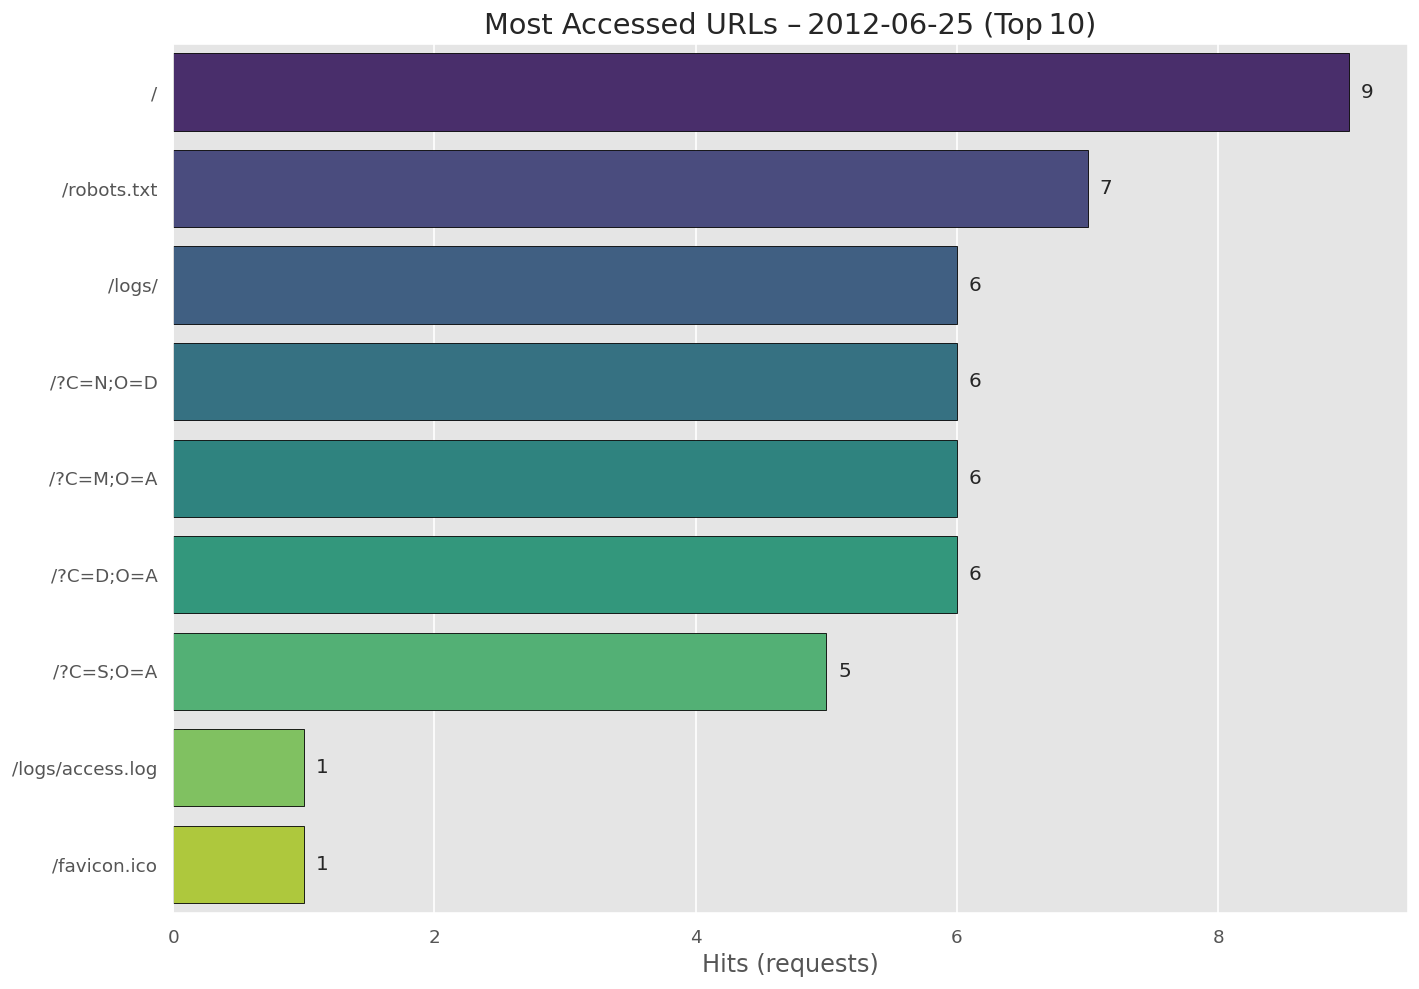 Most Accessed URLs – 2012-06-25 (Top 10)
/ 9
/robots.txt 7
/logs/ 6
/?C=N;O=D 6
/?C=M;O=A 6
/?C=D;O=A 6
/?C=S;O=A 5
/logs/access.log 1
/favicon.ico 1
0 2 4 6 8
Hits (requests)